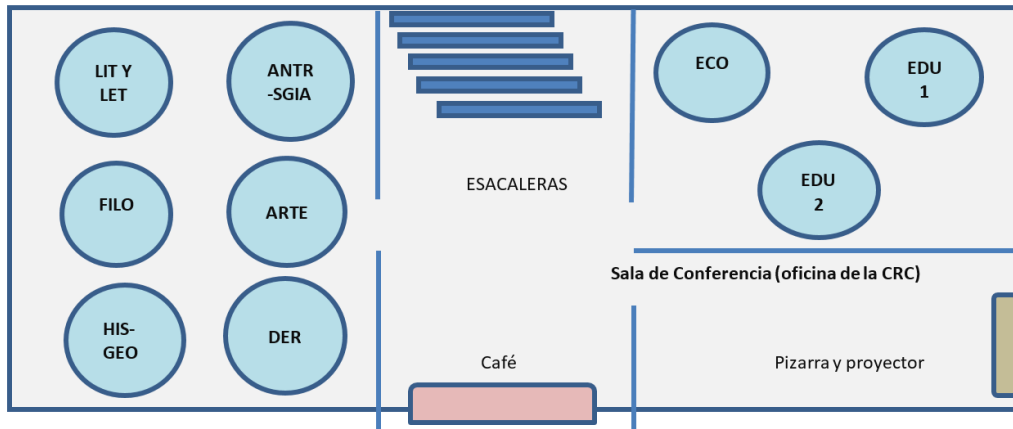 LIT Y
LET
ANTR
-SGIA
ECO
EDU
1
FILO
ARTE
ESACALERAS
EDU
2
Sala de Conferencia (oficina de la CRC)
HIS-
GEO
DER
Café
Pizarra y proyector